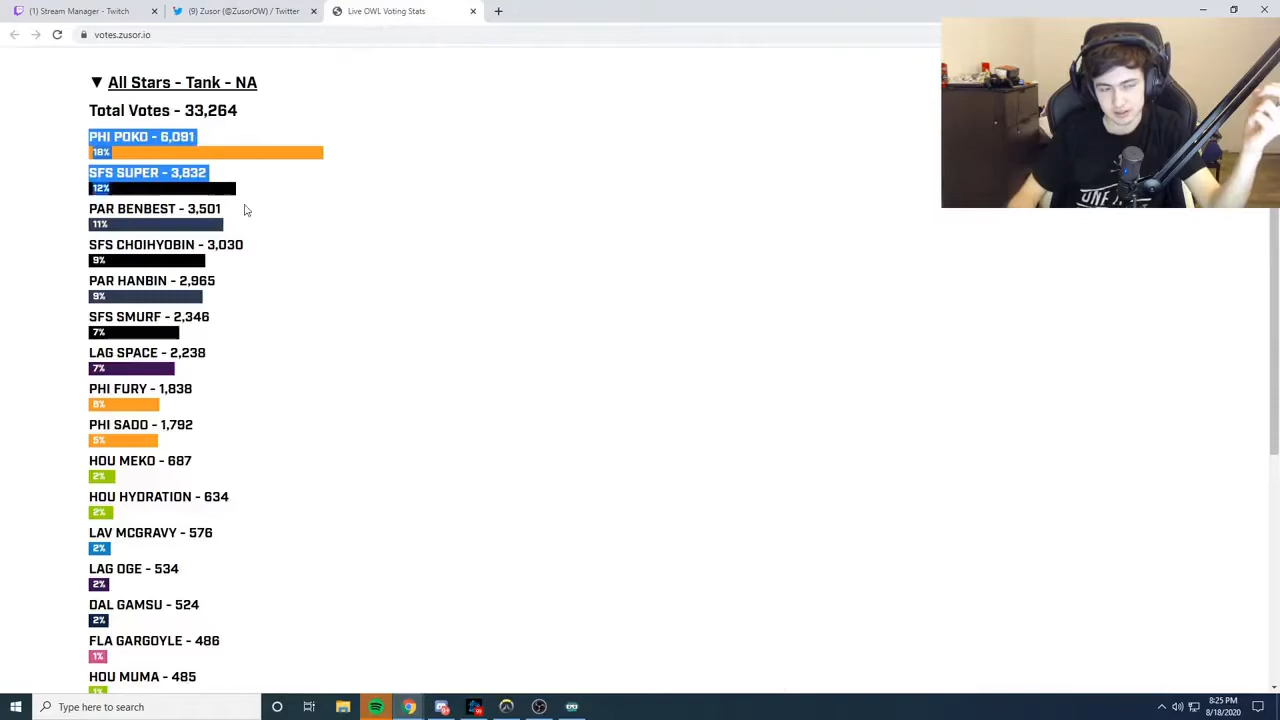 (1) Stream Manager - Twitch
(9) Zusor (@ZusorOW) / Twitter
Live OWL Voting Stats
votes.zusor.io
▼ All Stars - Tank - NA
Total Votes - 33,264
PHI POKO - 6,091
18%
SFS SUPER - 3,832
12%
PAR BENBEST - 3,501
11%
SFS CHOIHYOBIN - 3,030
9%
PAR HANBIN - 2,965
9%
SFS SMURF - 2,346
7%
LAG SPACE - 2,238
7%
PHI FURY - 1,838
6%
PHI SADO - 1,792
5%
HOU MEKO - 687
2%
HOU HYDRATION - 634
2%
LAV MCGRAVY - 576
2%
LAG OGE - 534
2%
DAL GAMSU - 524
2%
FLA GARGOYLE - 486
1%
HOU MUMA - 485
1%
Type here to search
8:25 PM
8/18/2020